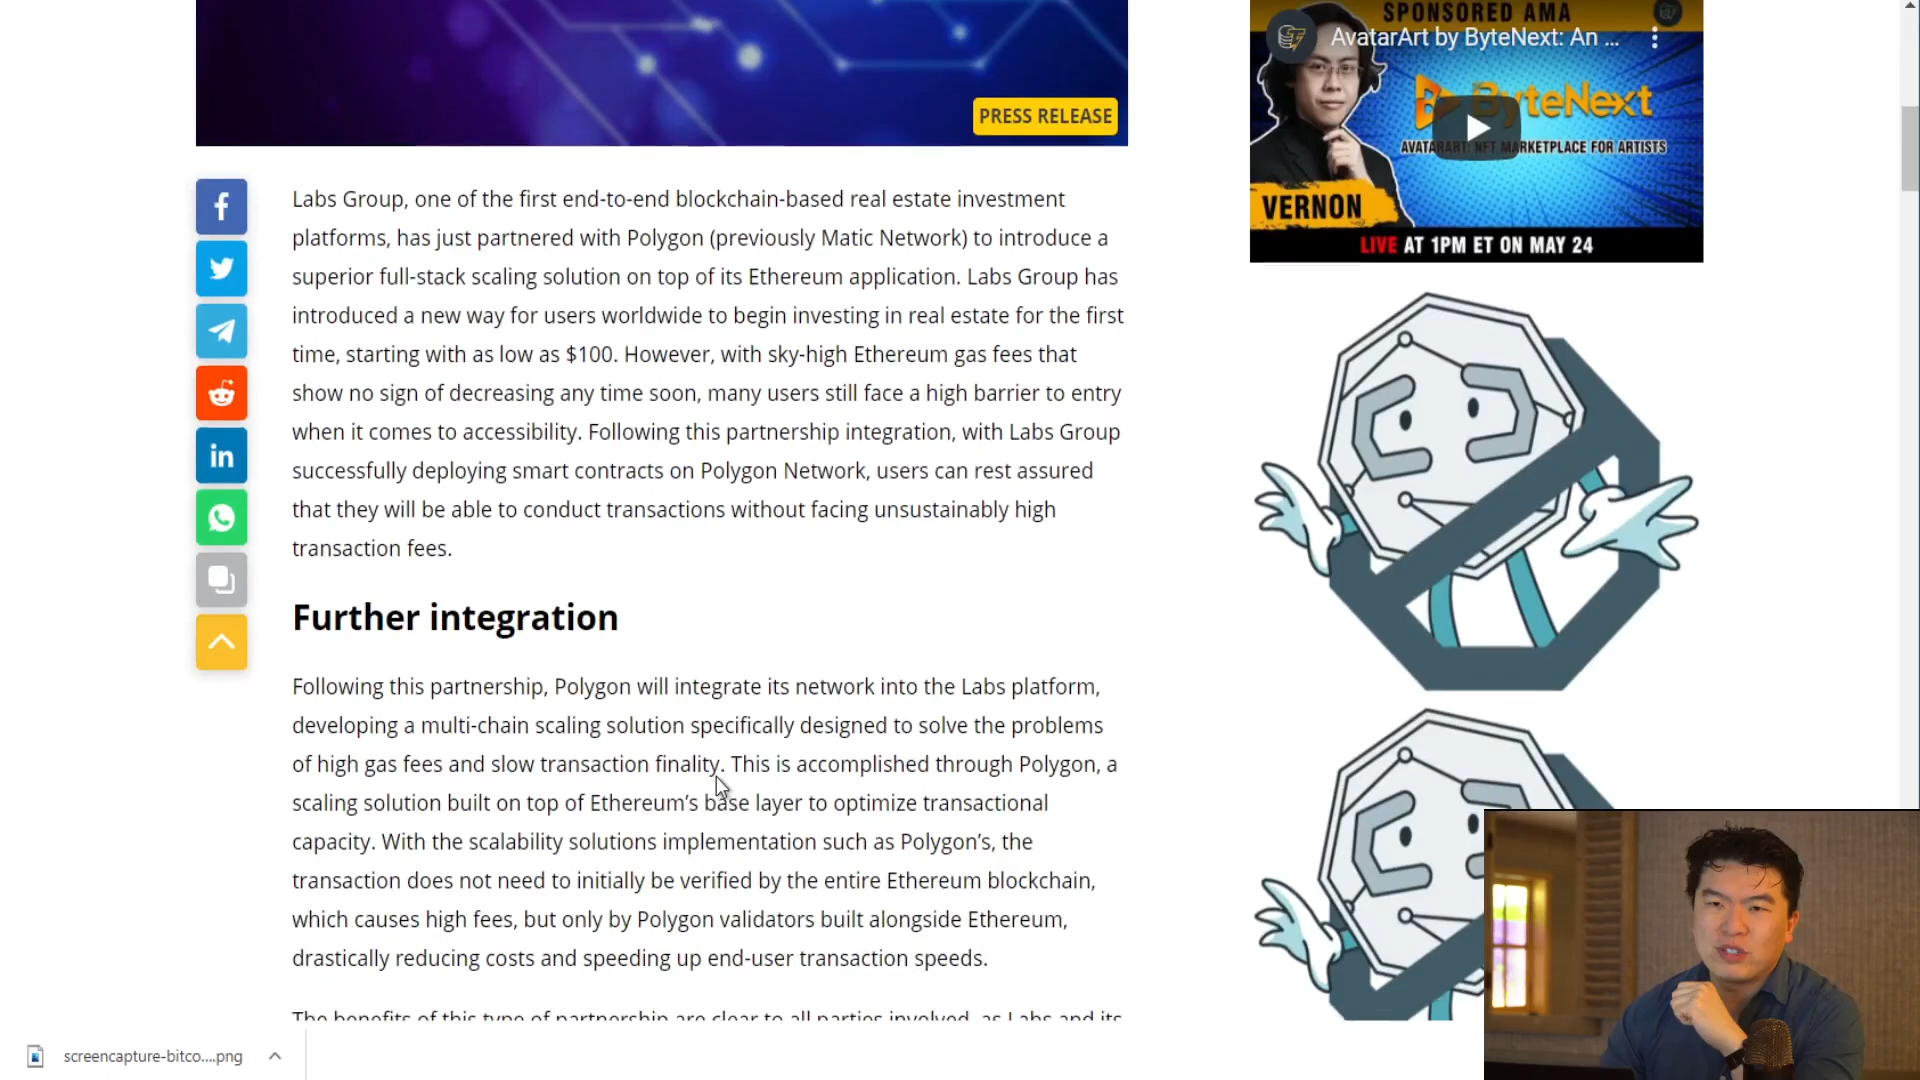 PRESS RELEASE
Labs Group, one of the first end-to-end blockchain-based real estate investment
platforms, has just partnered with Polygon (previously Matic Network) to introduce a
superior full-stack scaling solution on top of its Ethereum application. Labs Group has
introduced a new way for users worldwide to begin investing in real estate for the first
time, starting with as low as $100. However, with sky-high Ethereum gas fees that
show no sign of decreasing any time soon, many users still face a high barrier to entry
when it comes to accessibility. Following this partnership integration, with Labs Group
successfully deploying smart contracts on Polygon Network, users can rest assured
that they will be able to conduct transactions without facing unsustainably high
transaction fees.
Further integration
Following this partnership, Polygon will integrate its network into the Labs platform,
developing a multi-chain scaling solution specifically designed to solve the problems
of high gas fees and slow transaction finality. This is accomplished through Polygon, a
scaling solution built on top of Ethereum’s base layer to optimize transactional
capacity. With the scalability solutions implementation such as Polygon’s, the
transaction does not need to initially be verified by the entire Ethereum blockchain,
which causes high fees, but only by Polygon validators built alongside Ethereum,
drastically reducing costs and speeding up end-user transaction speeds.
The benefits of this type of partnership are clear to all parties involved, as Labs and its
SPONSORED AMA
AvatarArt by ByteNext: An ...
ByteNext
AVATARART: NFT MARKETPLACE FOR ARTISTS
VERNON
LIVE AT 1PM ET ON MAY 24
screencapture-bitco....png